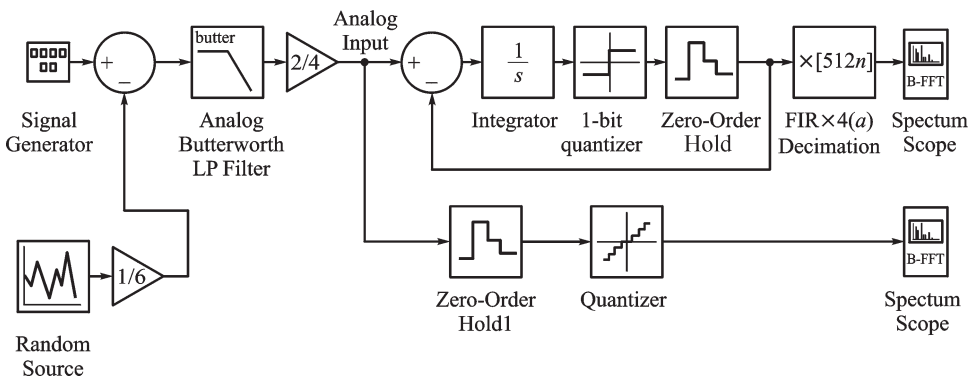 Analog
Input
butter
2/4
+
−
+
−
1
s
×[512n]
B-FFT
Signal
Generator
Analog
Butterworth
LP Filter
Integrator
1-bit
quantizer
Zero-Order
Hold
FIR×4(a)
Decimation
Spectum
Scope
1/6
B-FFT
Random
Source
Zero-Order
Hold1
Quantizer
Spectum
Scope